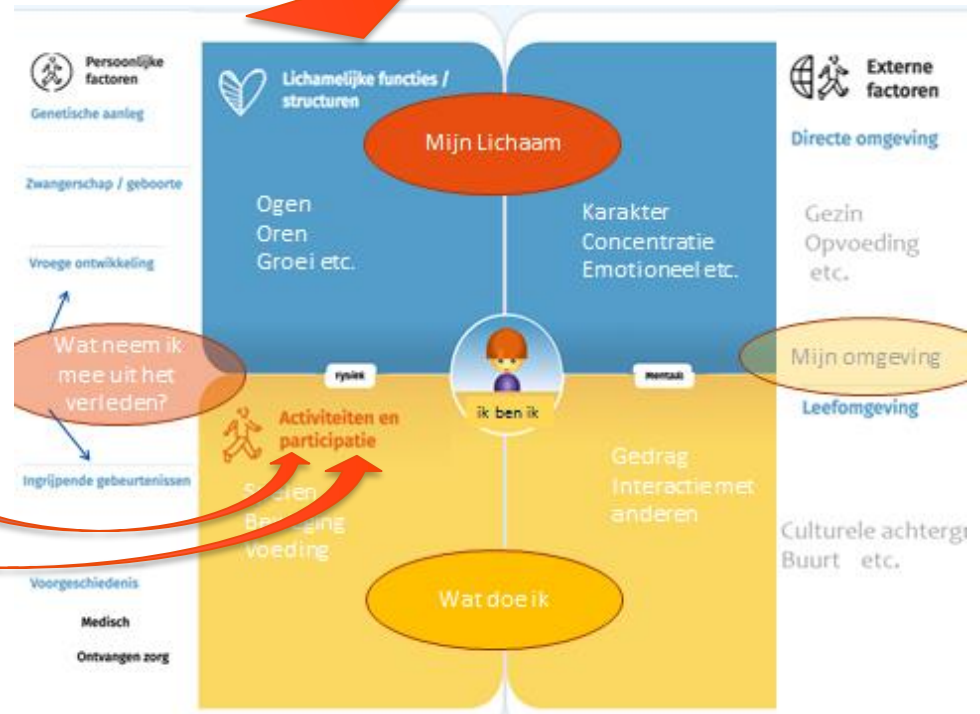 Persoonlijke
factoren
Genetische aanleg
Zwangerschap / geboorte
Vroege ontwikkeling
Wat neem ik
mee uit het
verleden?
Ingrijpende gebeurtenissen
Voorgeschiedenis
Medisch
Ontvangen zorg
Lichamelijke functies /
structuren
Mijn Lichaam
Ogen
Oren
Groei etc.
Karakter
Concentratie
Emotioneel etc.
Fysiek
Mentaal
ik ben ik
Activiteiten en
participatie
Voeding
Gedrag
Interactie met
anderen
Wat doe ik
Externe
factoren
Directe omgeving
Gezin
Opvoeding
etc.
Mijn omgeving
Leefomgeving
Culturele achtergr
Buurt etc.